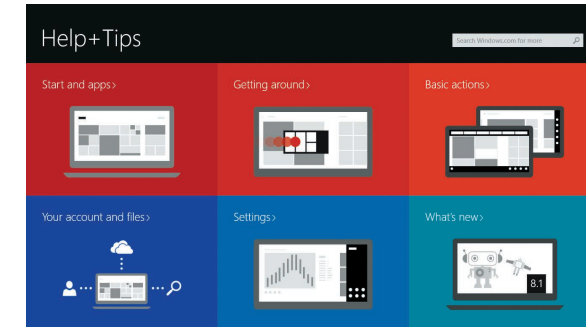 Help+Tips
Search Windows.com for more
Start and apps>
Getting around>
Basic actions>
Your account and files>
Settings>
What's new>
8.1